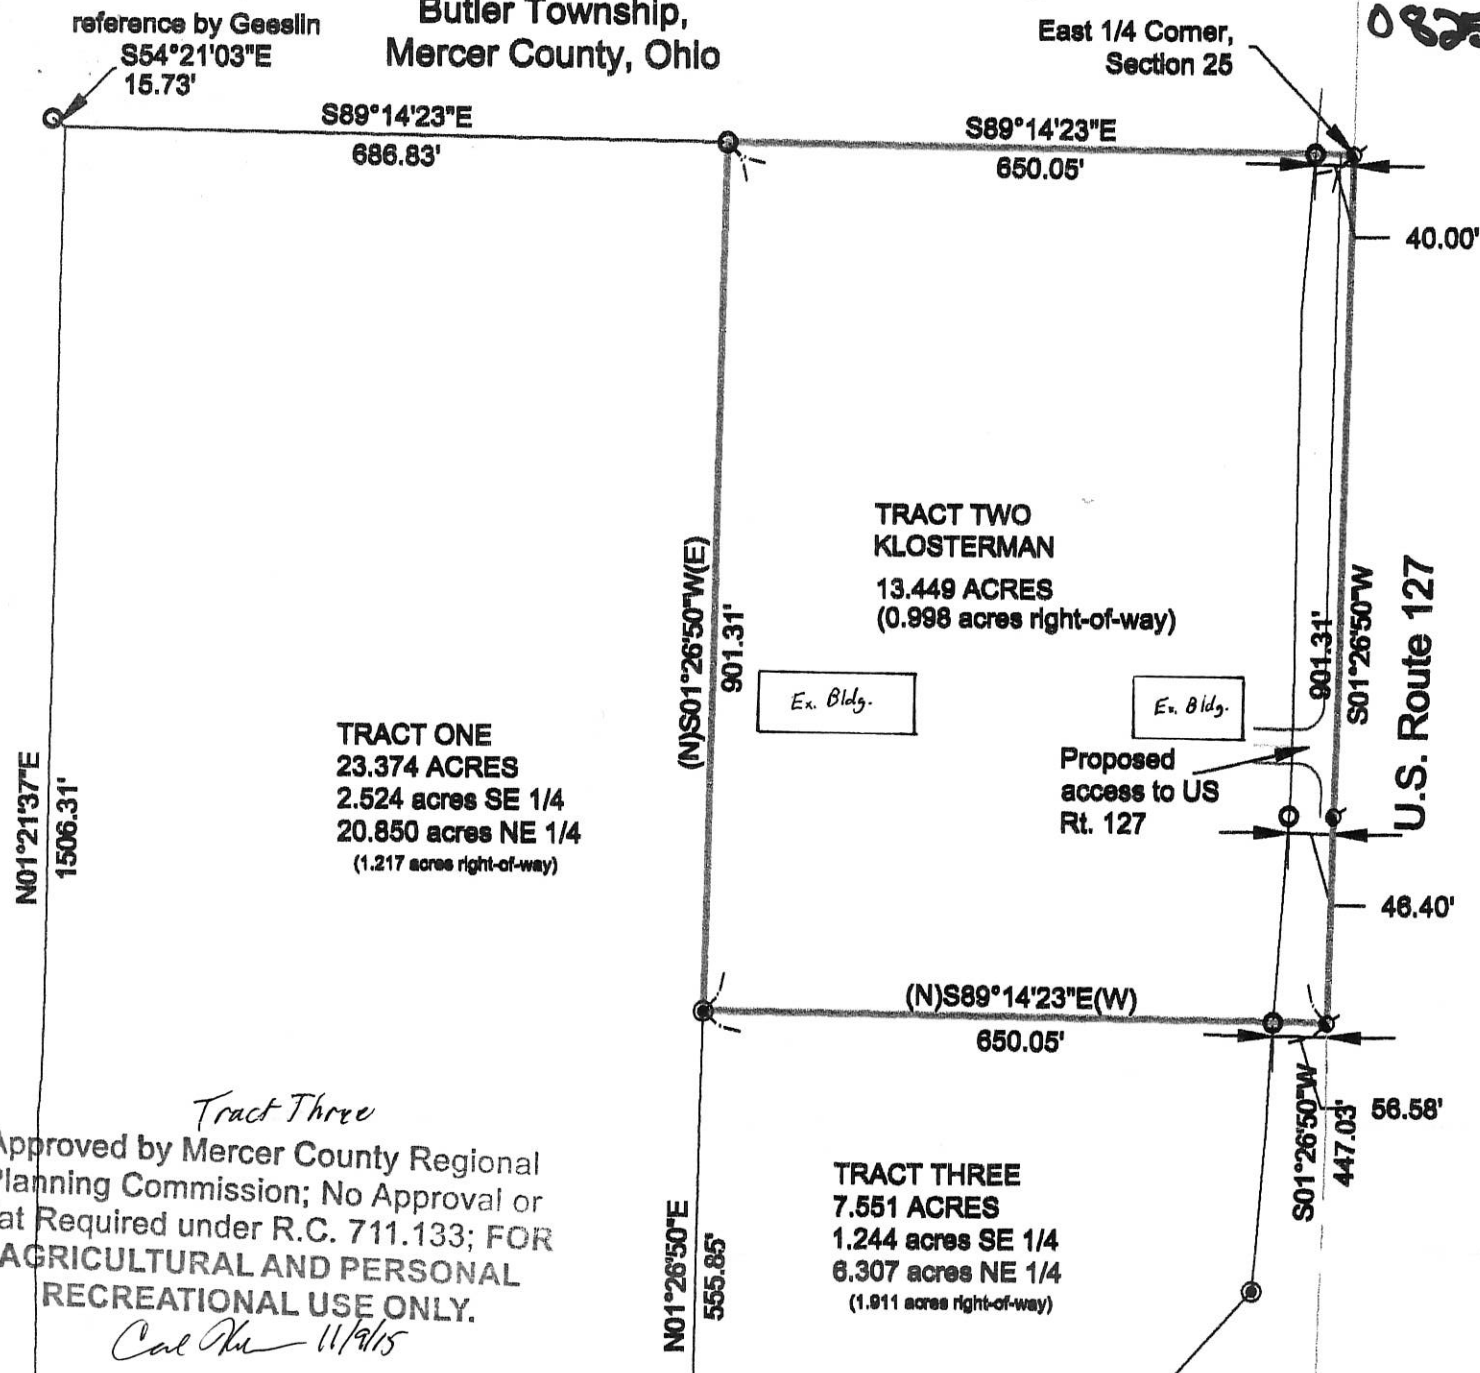 reference by Geeslin
S54°21'03"E
15.73'
Butler Township,
Mercer County, Ohio
East 1/4 Corner,
Section 25
S89°14'23"E
686.83'
S89°14'23"E
650.05'
40.00'
TRACT TWO
KLOSTERMAN
13.449 ACRES
(0.998 acres right-of-way)
(N)S01°26'50"W(E)
901.31'
901.31'
S01°26'50"W
U.S. Route 127
Ex. Bldg.
Ex. Bldg.
Proposed
access to US
Rt. 127
TRACT ONE
23.374 ACRES
2.524 acres SE 1/4
20.850 acres NE 1/4
(1.217 acres right-of-way)
N01°21'37"E
1506.31'
46.40'
(N)S89°14'23"E(W)
650.05'
56.58'
S01°26'50"W
447.03'
Tract Three
Approved by Mercer County Regional
Planning Commission; No Approval or
at Required under R.C. 711.133; FOR
AGRICULTURAL AND PERSONAL
RECREATIONAL USE ONLY.
11/9/15
N01°26'50"E
555.85'
TRACT THREE
7.551 ACRES
1.244 acres SE 1/4
6.307 acres NE 1/4
(1.911 acres right-of-way)